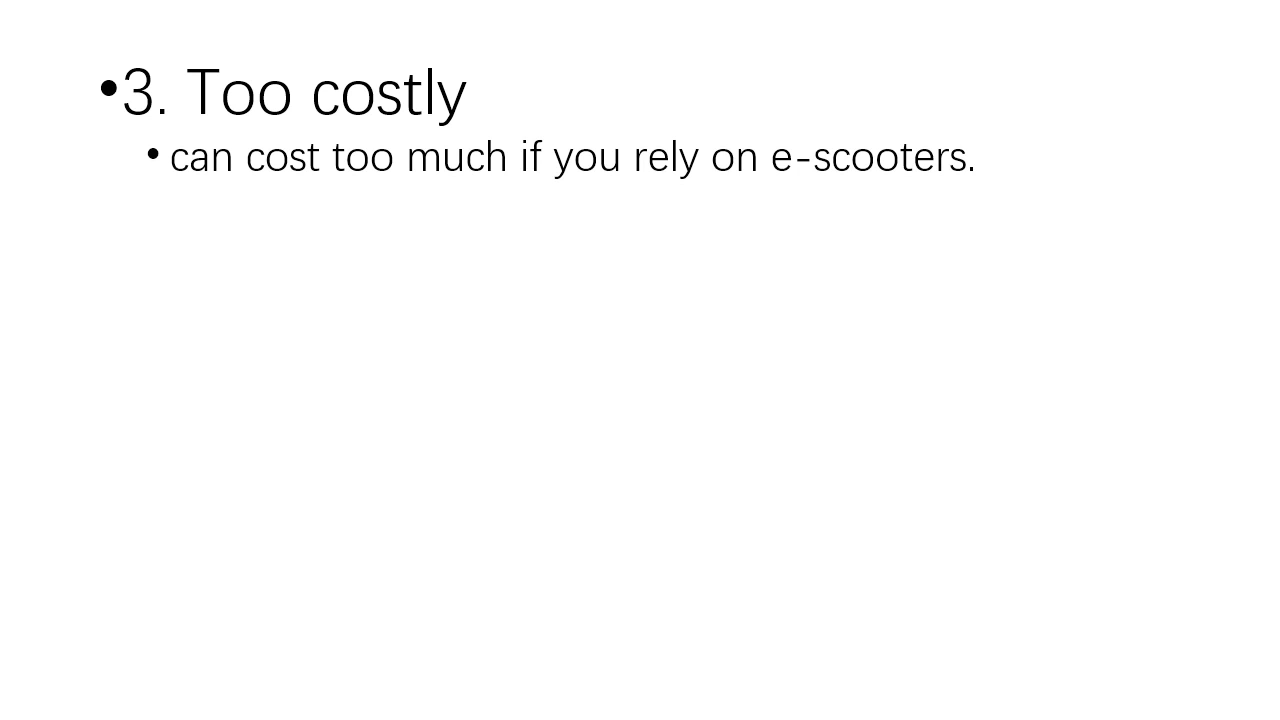 •3. Too costly
• can cost too much if you rely on e-scooters.